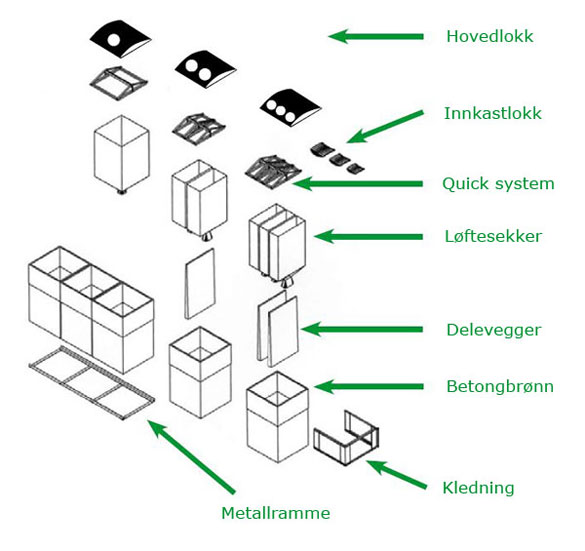 Hovedlokk
Innkastlokk
Quick system
Løftesekker
Delevegger
Betongbrønn
Kledning
Metallramme